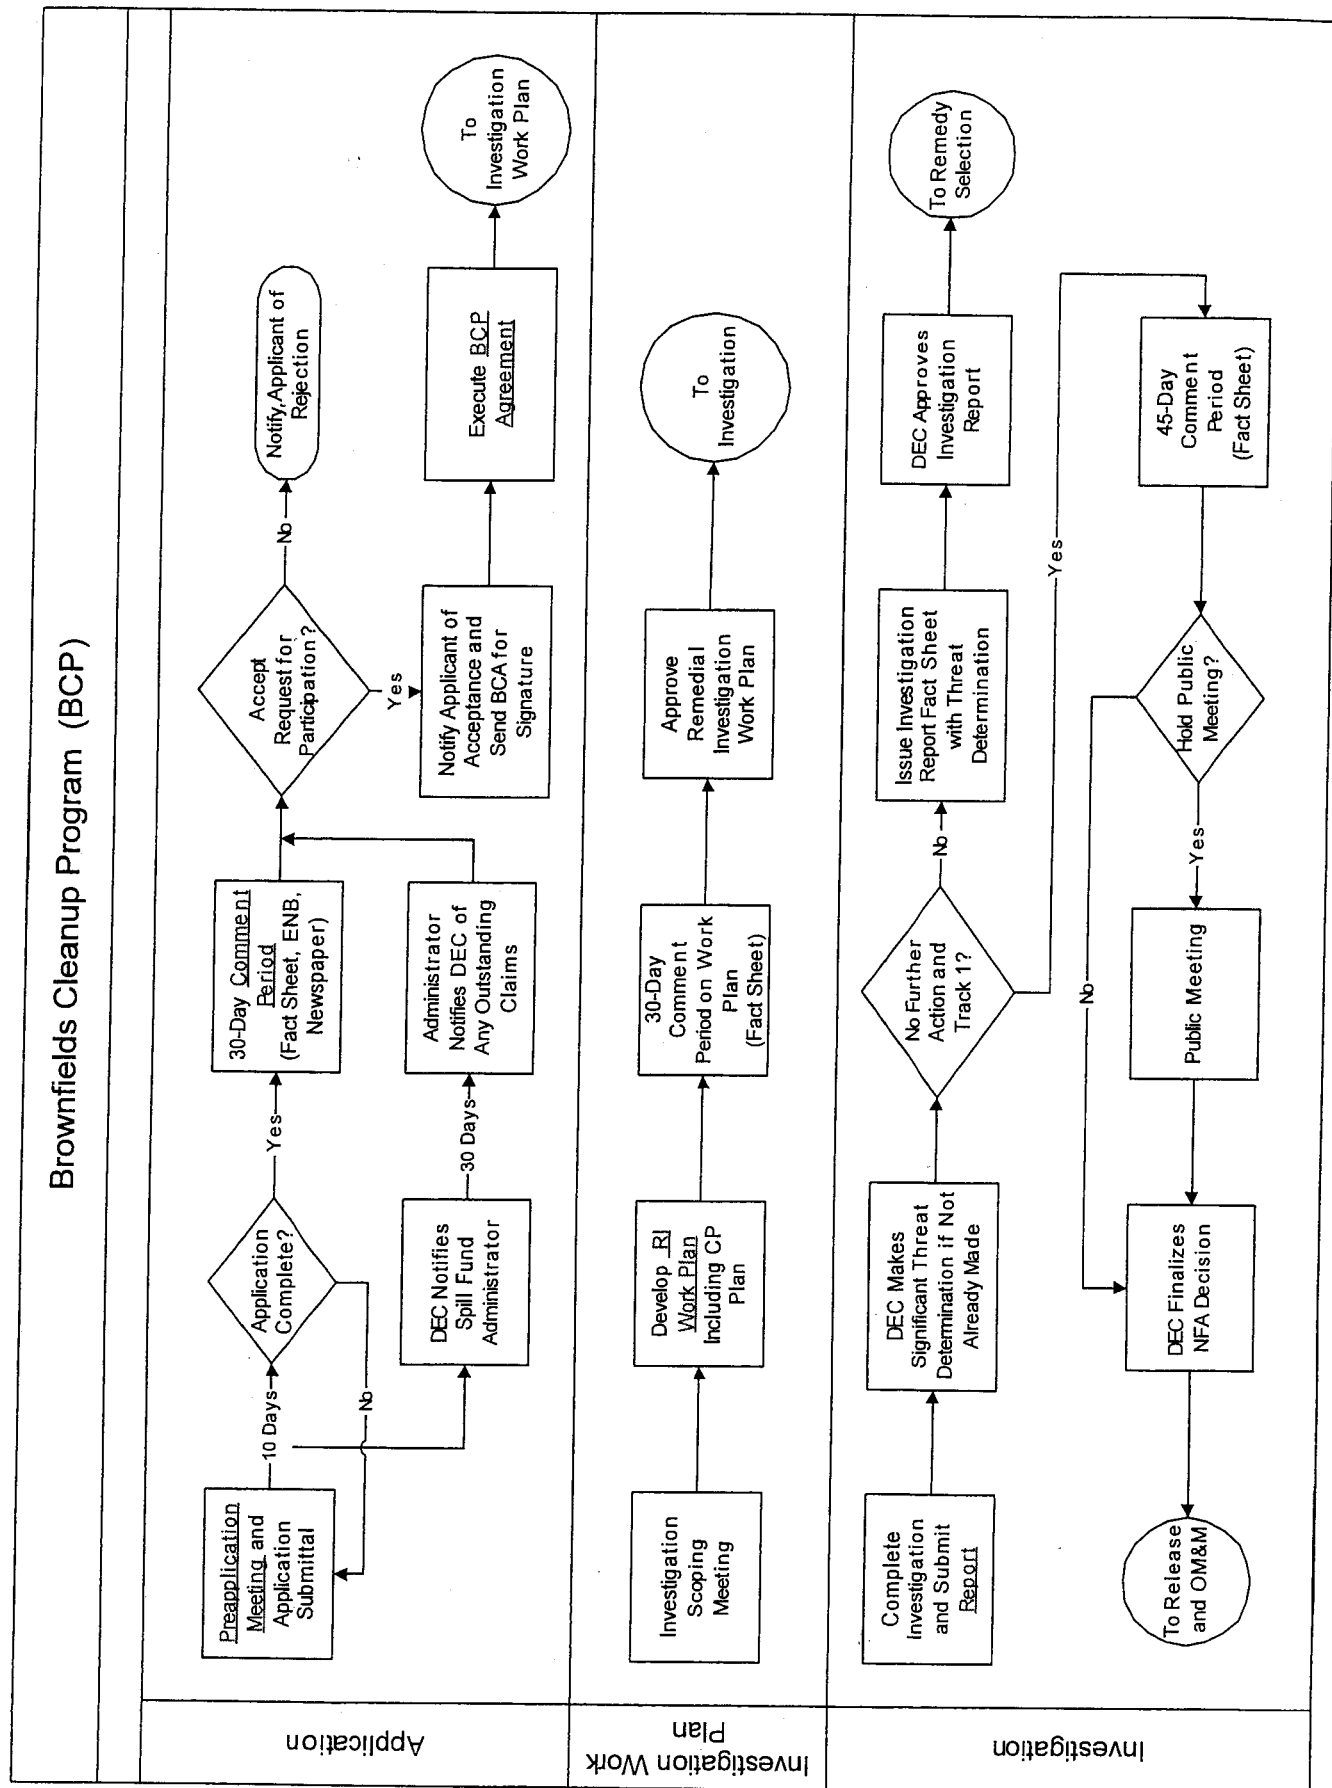 Brownfields Cleanup Program (BCP)
Application
Preapplication
Meeting and
Application
Submittal
10 Days
Application
Complete?
Yes
No
30-Day Comment
Period
(Fact Sheet, ENB,
Newspaper)
DEC Notifies
Spill Fund
Administrator
30 Days
Administrator
Notifies DEC of
Any Outstanding
Claims
Accept
Request for
Participation?
No
Notify Applicant of
Rejection
Yes
Notify Applicant of
Acceptance and
Send BCA for
Signature
Execute BCP
Agreement
To
Investigation
Work Plan
Investigation Work
Plan
Investigation
Scoping
Meeting
Develop RI
Work Plan
Including CP
Plan
30-Day
Comment
Period on Work
Plan
(Fact Sheet)
Approve
Remedial
Investigation
Work Plan
To
Investigation
Investigation
Complete
Investigation
and Submit
Report
DEC Makes
Significant Threat
Determination if Not
Already Made
No Further
Action and
Track 1?
No
Issue Investigation
Report Fact Sheet
with Threat
Determination
DEC Approves
Investigation
Report
To Remedy
Selection
Yes
45-Day
Comment
Period
(Fact Sheet)
Hold Public
Meeting?
No
Yes
Public Meeting
DEC Finalizes
NFA Decision
To Release
and OM&M